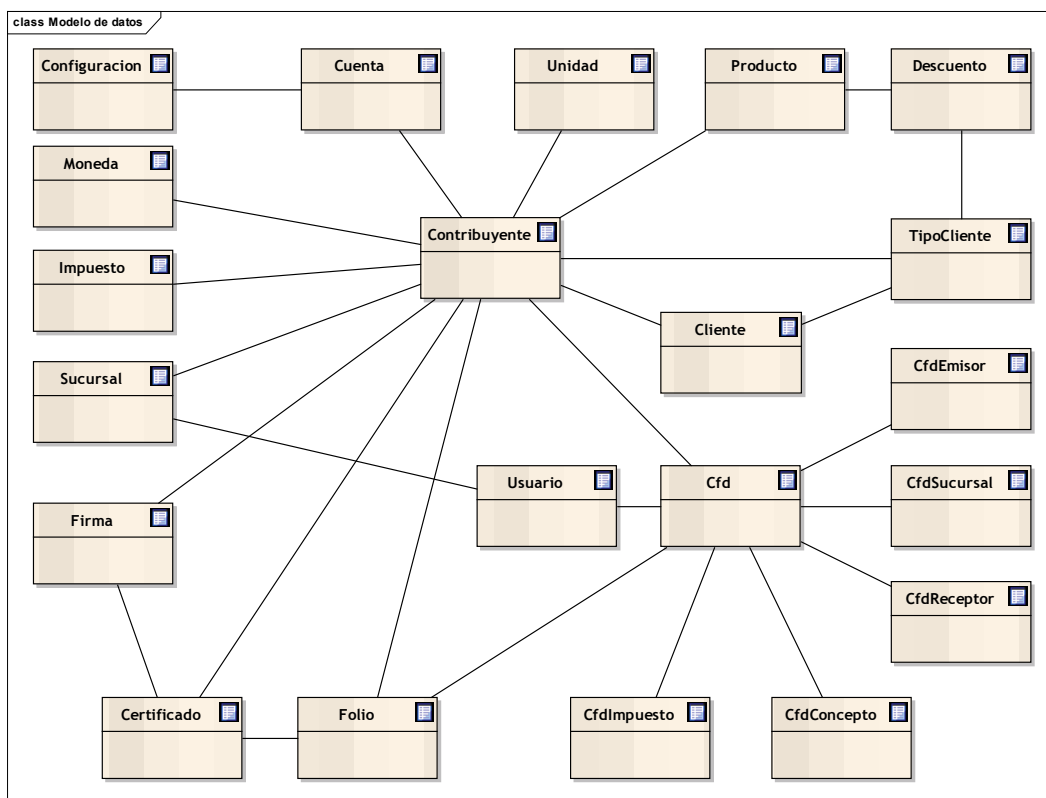 class Modelo de datos
Configuracion
Cuenta
Unidad
Producto
Descuento
Moneda
Contribuyente
TipoCliente
Impuesto
Cliente
Sucursal
CfdEmisor
Usuario
Cfd
CfdSucursal
Firma
CfdReceptor
Certificado
Folio
CfdImpuesto
CfdConcepto